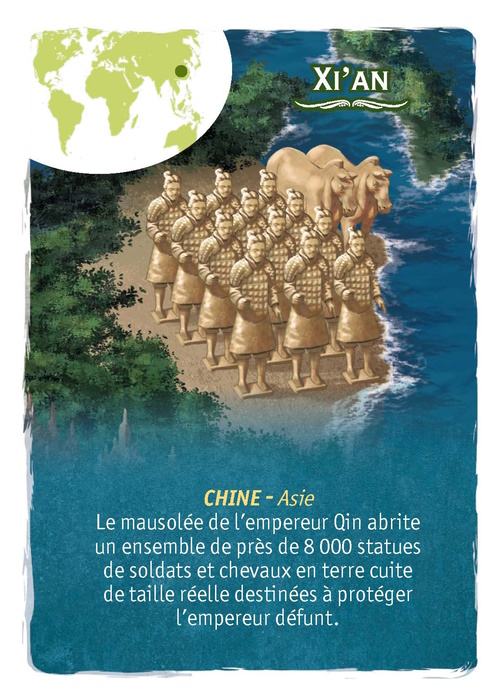 XI'AN
CHINE - Asie
Le mausolée de l'empereur Qin abrite
un ensemble de près de 8 000 statues
de soldats et chevaux en terre cuite
de taille réelle destinées à protéger
l'empereur défunt.